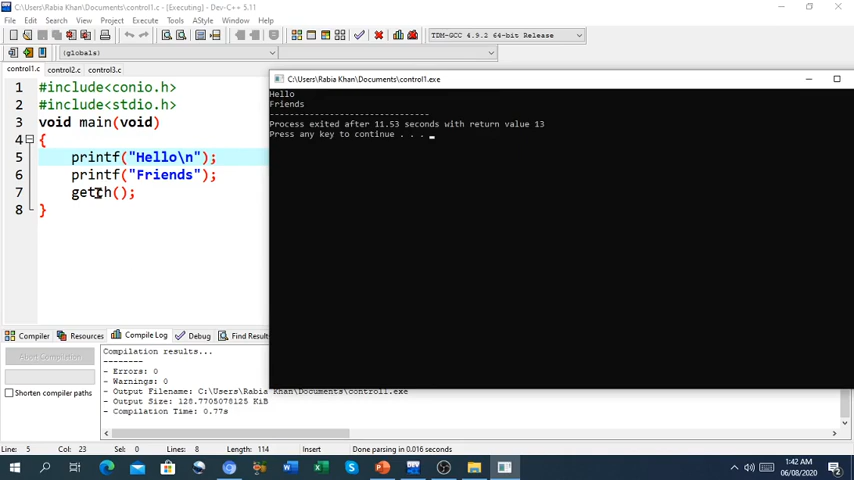 C:\Users\Rabia Khan\Documents\control1.c - [Executing] - Dev-C++ 5.11
File Edit Search View Project Execute Tools AStyle Window Help
TDM-GCC 4.9.2 64-bit Release
(globals)
control1.c control2.c control3.c
1 #include<conio.h>
2 #include<stdio.h>
3 void main(void)
4 {
5 printf("Hello\n");
6 printf("Friends");
7 getch();
8 }
C:\Users\Rabia Khan\Documents\control1.exe
Hello
Friends
--------------------------------
Process exited after 11.53 seconds with return value 13
Press any key to continue . . .
Compiler Resources Compile Log Debug Find Results
Abort Compilation
Shorten compiler paths
Compilation results...
--------
- Errors: 0
- Warnings: 0
- Output Filename: C:\Users\Rabia Khan\Documents\control1.exe
- Output Size: 128.7705078125 KiB
- Compilation Time: 0.77s
Line: 5 Col: 23 Sel: 0 Lines: 8 Length: 114 Insert Done parsing in 0.016 seconds
1:42 AM
06/08/2020